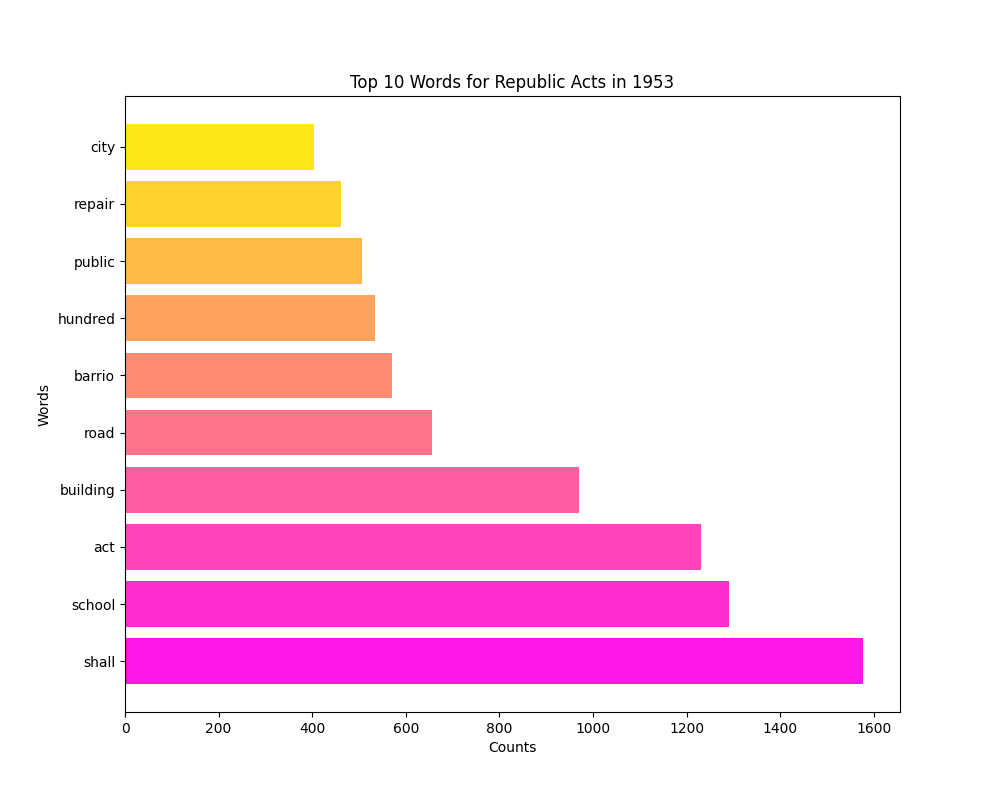 Top 10 Words for Republic Acts in 1953
city
repair
public
hundred
barrio
road
building
act
school
shall
Words
0 200 400 600 800 1000 1200 1400 1600
Counts